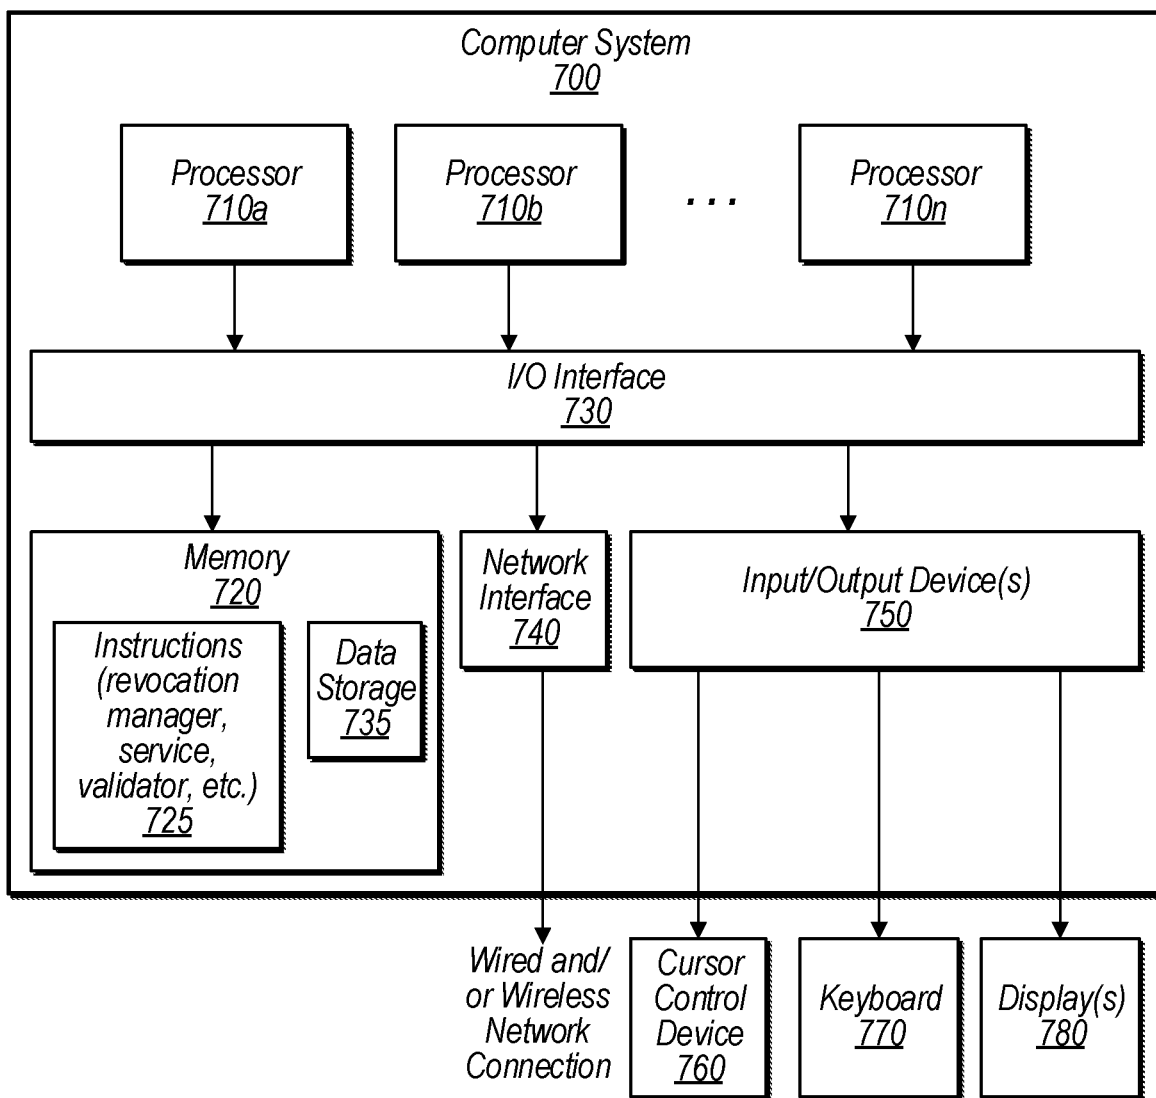 Computer System
700
Processor
710a
Processor
710b
. . .
Processor
710n
I/O Interface
730
Memory
720
Instructions
(revocation
manager,
service,
validator, etc.)
725
Data
Storage
735
Network
Interface
740
Input/Output Device(s)
750
Wired and/
or Wireless
Network
Connection
Cursor
Control
Device
760
Keyboard
770
Display(s)
780